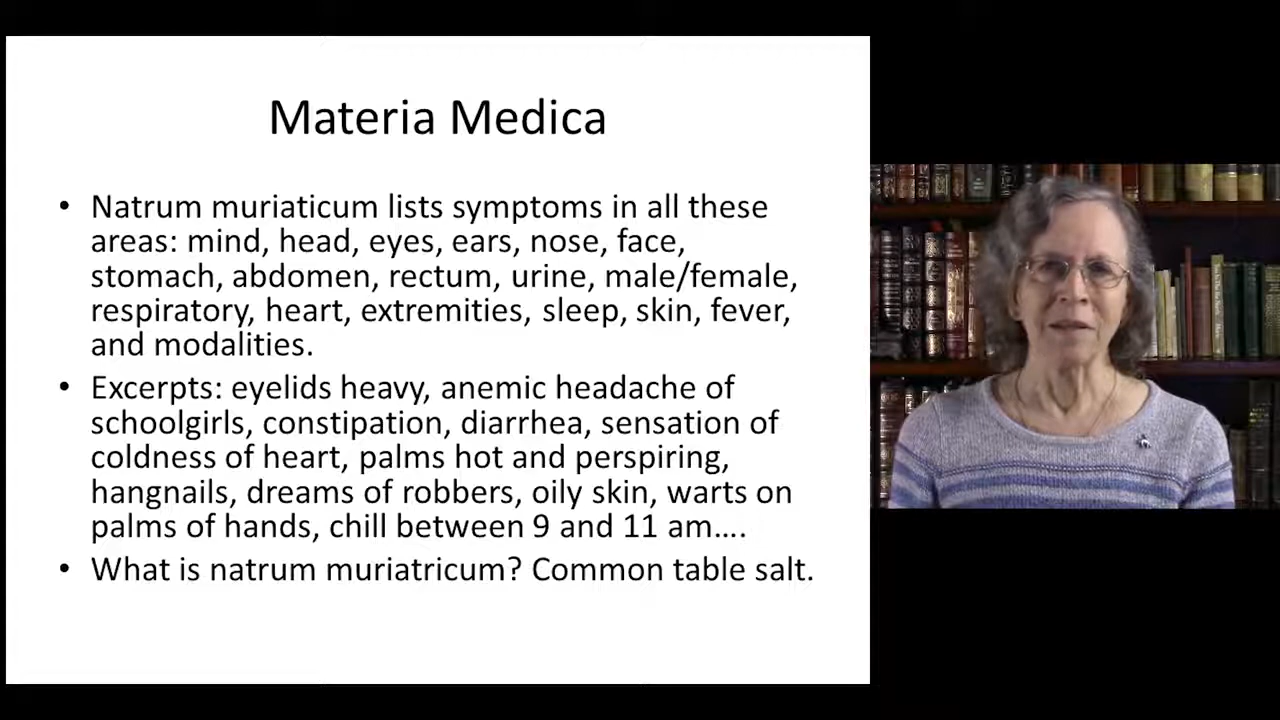 Materia Medica
• Natrum muriaticum lists symptoms in all these
areas: mind, head, eyes, ears, nose, face,
stomach, abdomen, rectum, urine, male/female,
respiratory, heart, extremities, sleep, skin, fever,
and modalities.
• Excerpts: eyelids heavy, anemic headache of
schoolgirls, constipation, diarrhea, sensation of
coldness of heart, palms hot and perspiring,
hangnails, dreams of robbers, oily skin, warts on
palms of hands, chill between 9 and 11 am….
• What is natrum muriatricum? Common table salt.